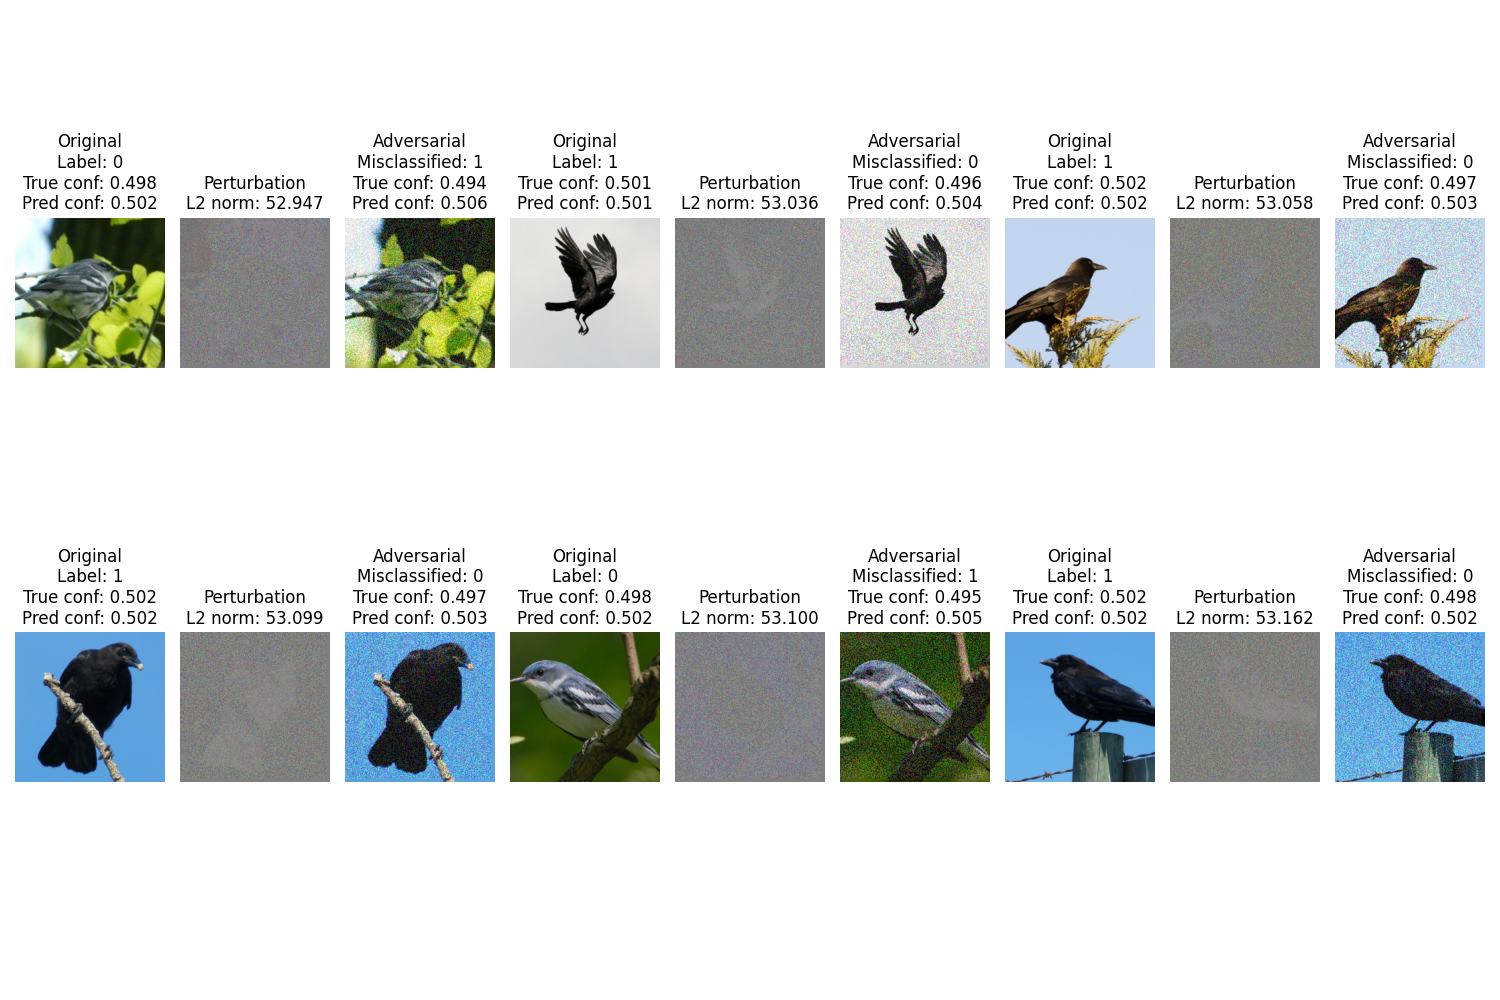 Original
Label: 0
True conf: 0.498
Pred conf: 0.502
Perturbation
L2 norm: 52.947
Adversarial
Misclassified: 1
True conf: 0.494
Pred conf: 0.506
Original
Label: 1
True conf: 0.501
Pred conf: 0.501
Perturbation
L2 norm: 53.036
Adversarial
Misclassified: 0
True conf: 0.496
Pred conf: 0.504
Original
Label: 1
True conf: 0.502
Pred conf: 0.502
Perturbation
L2 norm: 53.058
Adversarial
Misclassified: 0
True conf: 0.497
Pred conf: 0.503
Original
Label: 1
True conf: 0.502
Pred conf: 0.502
Perturbation
L2 norm: 53.099
Adversarial
Misclassified: 0
True conf: 0.497
Pred conf: 0.503
Original
Label: 0
True conf: 0.498
Pred conf: 0.502
Perturbation
L2 norm: 53.100
Adversarial
Misclassified: 1
True conf: 0.495
Pred conf: 0.505
Original
Label: 1
True conf: 0.502
Pred conf: 0.502
Perturbation
L2 norm: 53.162
Adversarial
Misclassified: 0
True conf: 0.498
Pred conf: 0.502